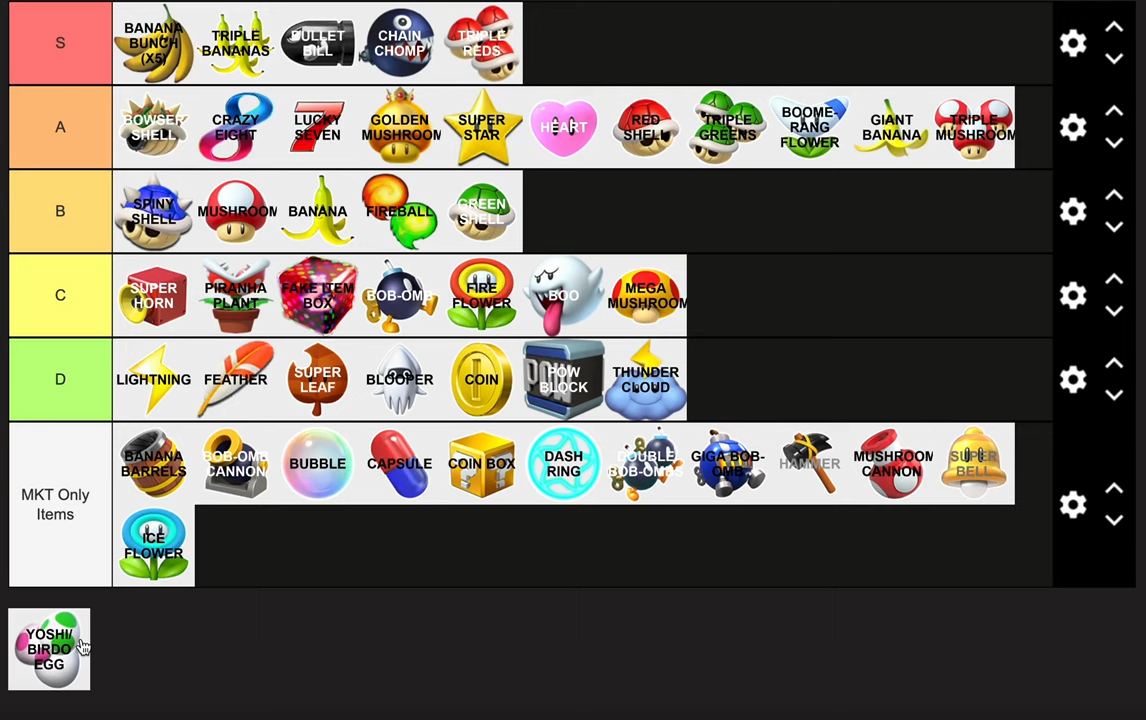 S
BANANA
BUNCH
(X5)
TRIPLE
BANANAS
BULLET
BILL
CHAIN
CHOMP
TRIPLE
REDS
A
BOWSER
SHELL
CRAZY
EIGHT
LUCKY
SEVEN
GOLDEN
MUSHROOM
SUPER
STAR
HEART
RED
SHELL
TRIPLE
GREENS
BOOME-
RANG
FLOWER
GIANT
BANANA
TRIPLE
MUSHROOM
B
SPINY
SHELL
MUSHROOM
BANANA
FIREBALL
GREEN
SHELL
C
SUPER
HORN
PIRANHA
PLANT
FAKE ITEM
BOX
BOB-OMB
FIRE
FLOWER
BOO
MEGA
MUSHROOM
D
LIGHTNING
FEATHER
SUPER
LEAF
BLOOPER
COIN
POW
BLOCK
POW
THUNDER
CLOUD
MKT Only
Items
BANANA
BARRELS
BOB-OMB
CANNON
BUBBLE
CAPSULE
COIN BOX
DASH
RING
DOUBLE
BOB-OMBS
GIGA BOB-
OMB
HAMMER
MUSHROOM
CANNON
SUPER
BELL
ICE
FLOWER
YOSHI/
BIRDO
EGG